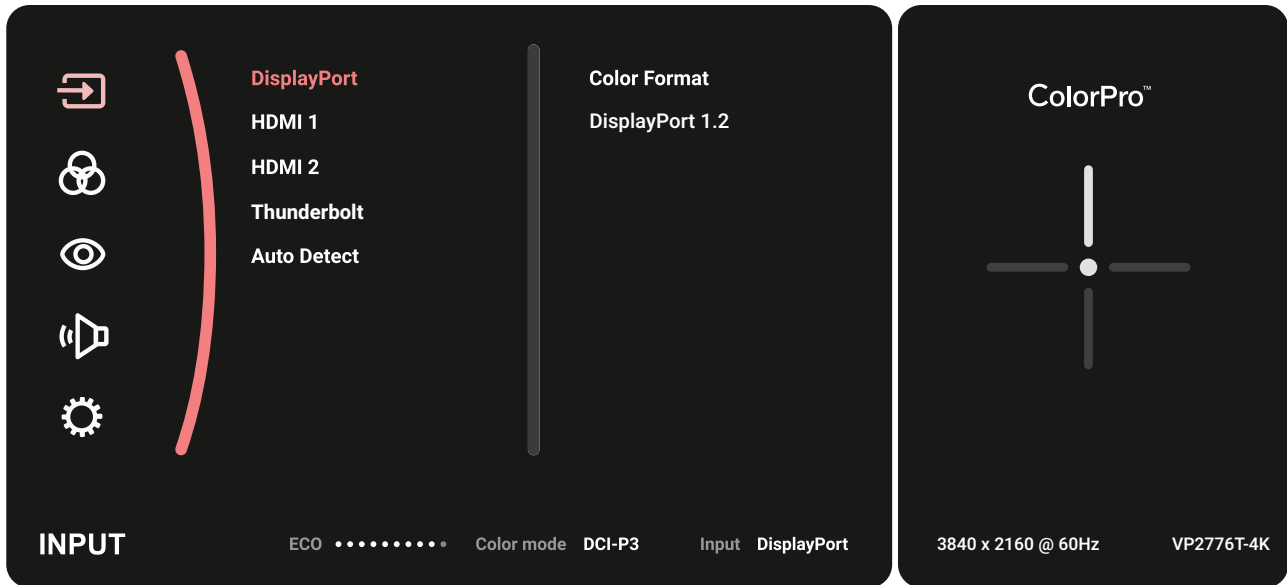 DisplayPort
HDMI 1
HDMI 2
Thunderbolt
Auto Detect
Color Format
DisplayPort 1.2
INPUT
ECO
Color mode DCI-P3
Input DisplayPort
ColorPro™
3840 x 2160 @ 60Hz
VP2776T-4K